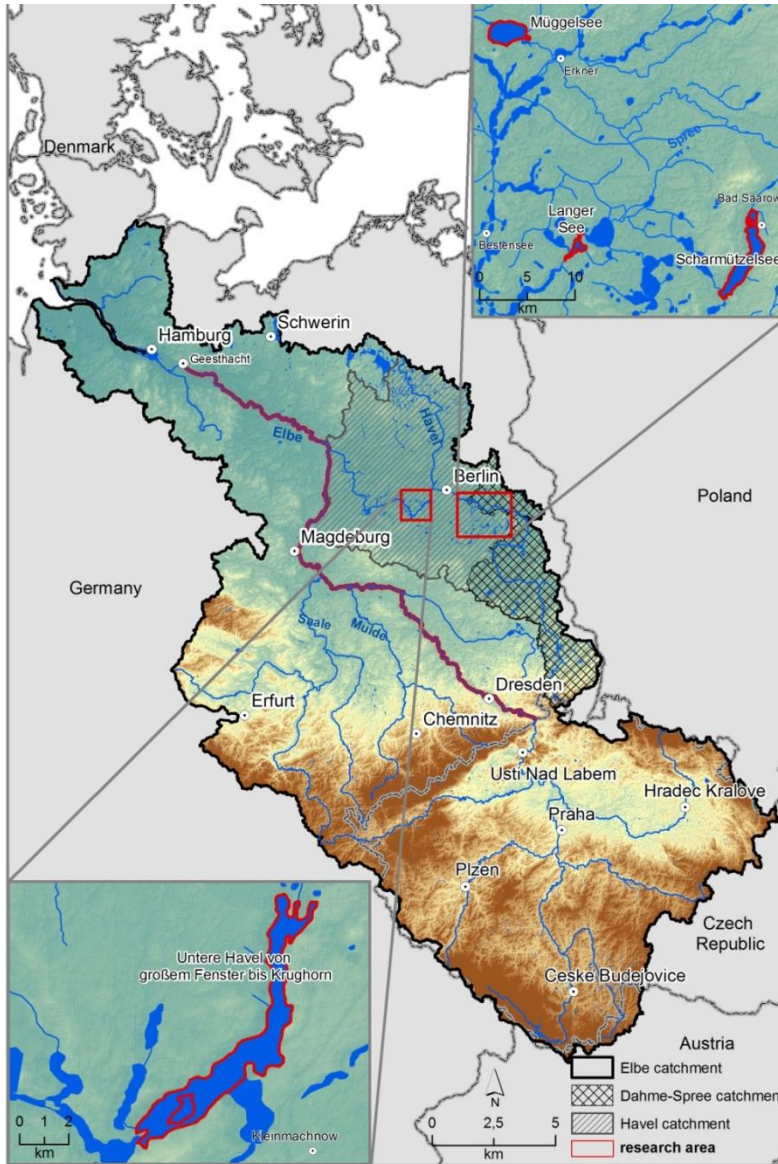 Müggelsee
Erkner
Spree
Bad Saarow
Langer
See
Bestensee
Scharmützelsee
0 10
km
Denmark
Schwerin
Hamburg
Geesthacht
Elbe
Havel
Berlin
Poland
Magdeburg
Germany
Saale
Mulde
Dresden
Erfurt
Chemnitz
Usti Nad Labem
Hradec Kralove
Praha
Plzen
Czech
Republic
Ceske Budejovice
Austria
Untere Havel von
großem Fenster bis Krughorn
Kleinmachnow
0 1 2
km
N
0 2 5
km
Elbe catchment
Dahme-Spree catchment
Havel catchment
research area